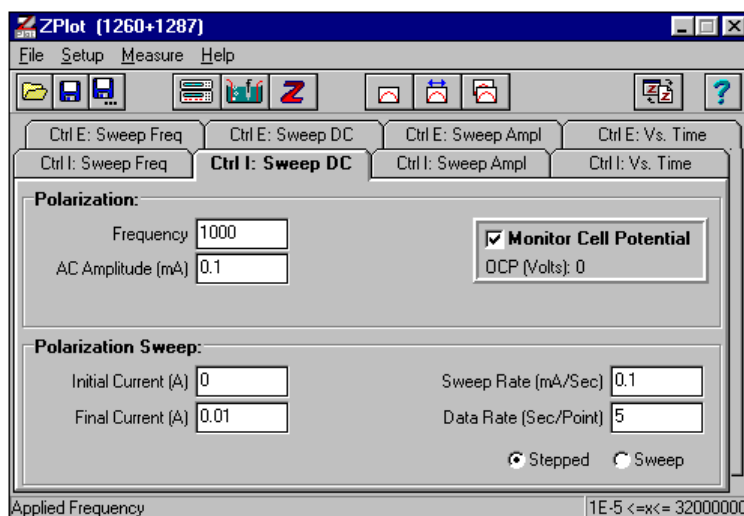 ZPlot (1260+1287)
File Setup Measure Help
Ctrl E: Sweep Freq Ctrl E: Sweep DC Ctrl E: Sweep Ampl Ctrl E: Vs. Time
Ctrl I: Sweep Freq Ctrl I: Sweep DC Ctrl I: Sweep Ampl Ctrl I: Vs. Time
Polarization:
Frequency 1000
Monitor Cell Potential
AC Amplitude (mA) 0.1
OCP (Volts): 0
Polarization Sweep:
Initial Current (A) 0 Sweep Rate (mA/Sec) 0.1
Final Current (A) 0.01 Data Rate (Sec/Point) 5
Stepped Sweep
Applied Frequency 1E-5 <=x<= 32000000